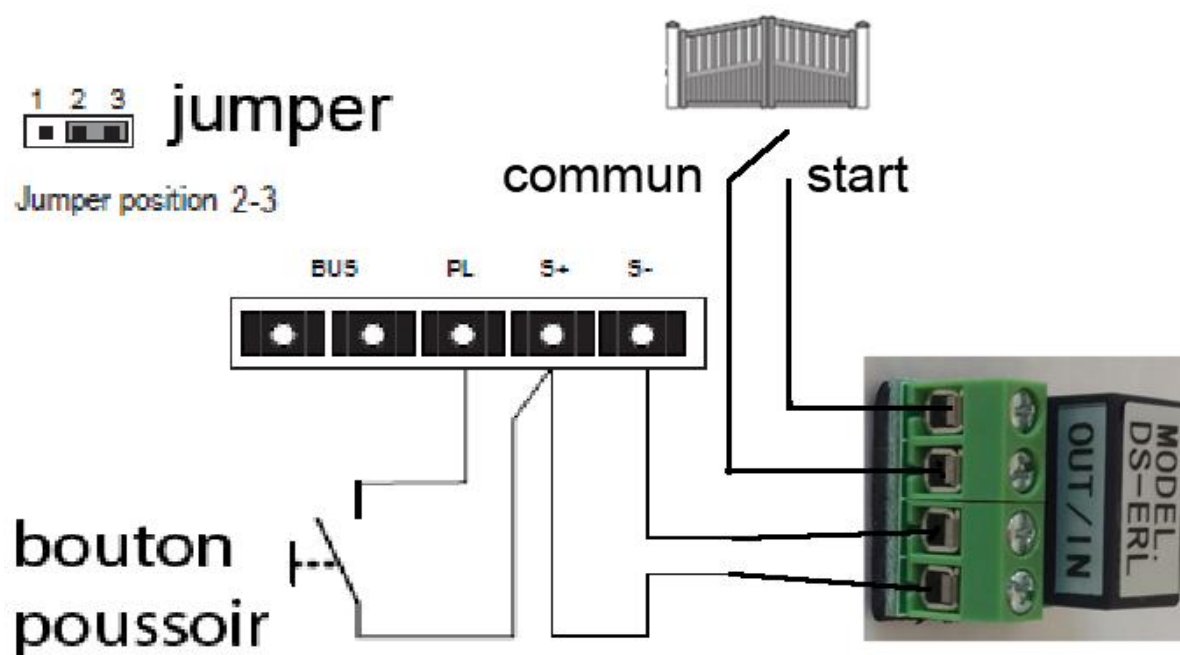 1 2 3
jumper
Jumper position 2-3
commun
start
BUS
PL
S+
S-
bouton
poussoir
MODEL.
DS-ERL
OUT/IN